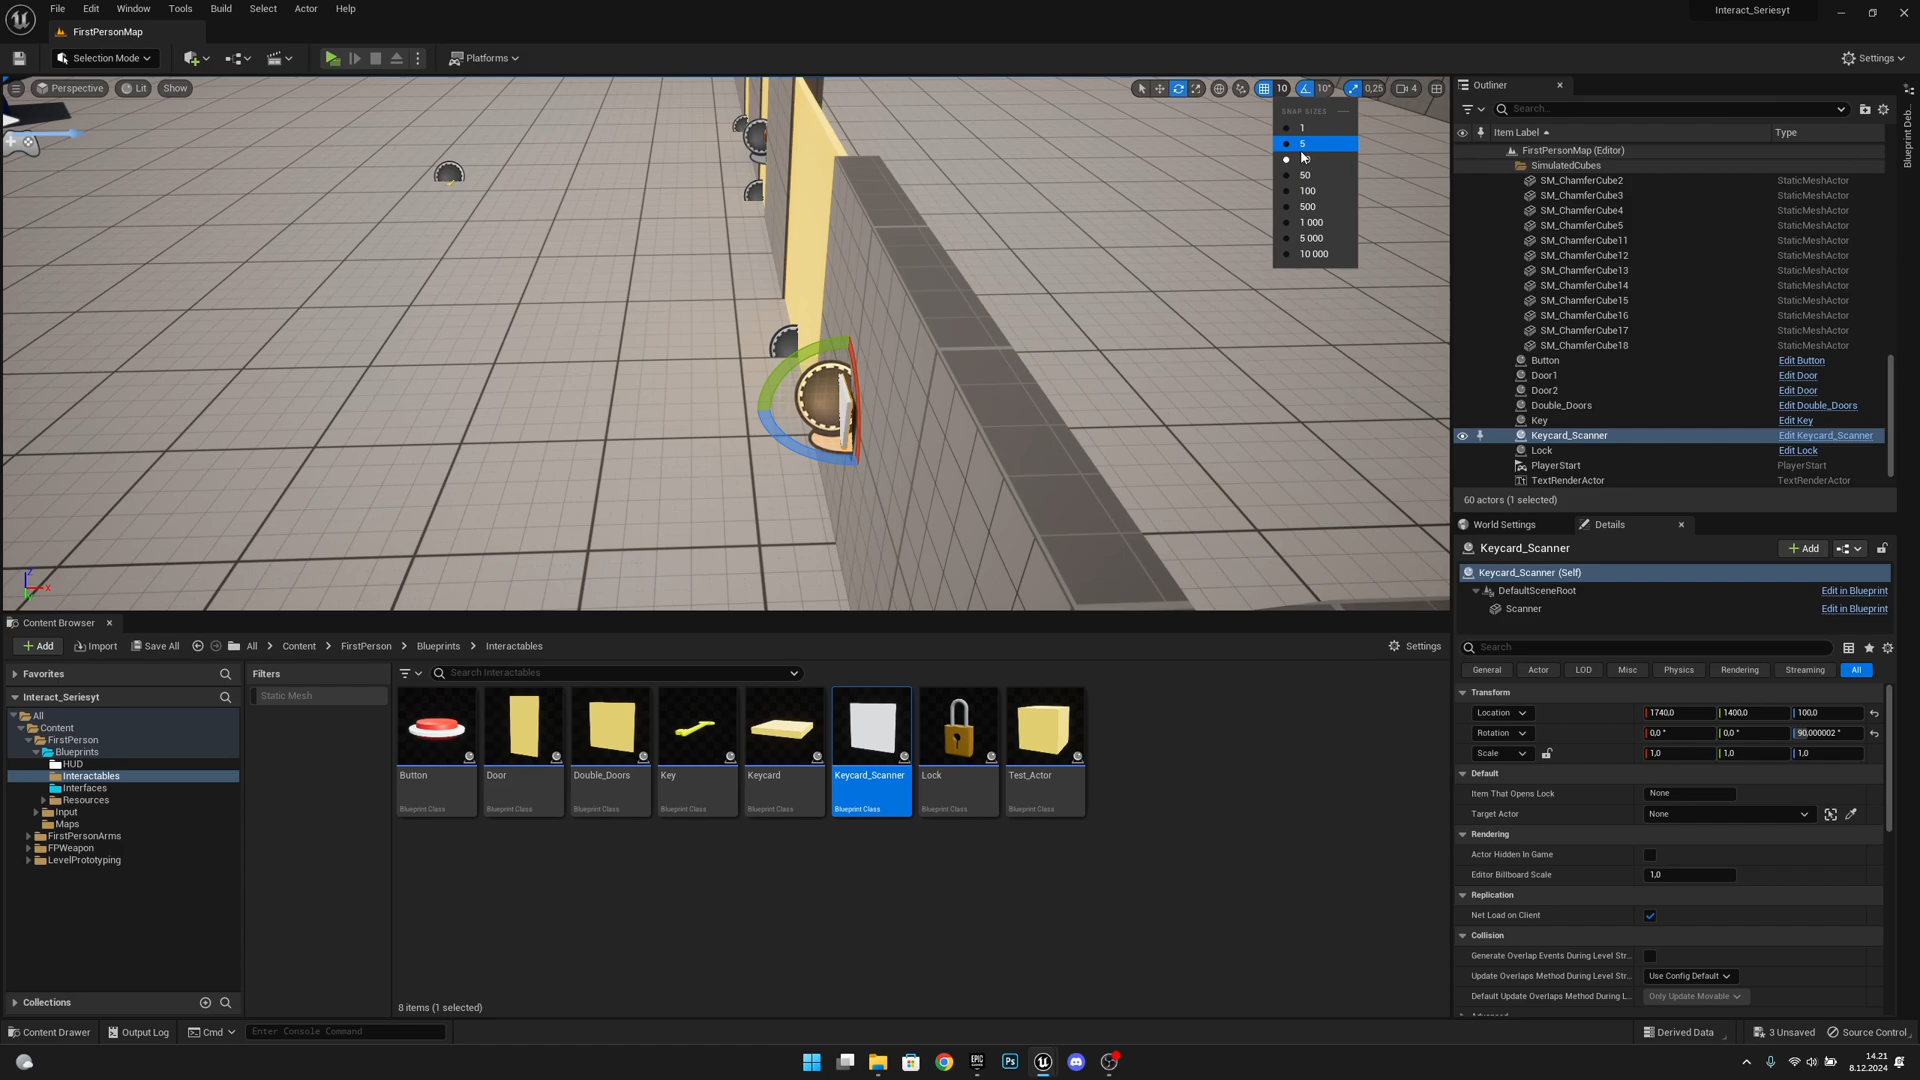 File Edit Window Tools Build Select Actor Help
Interact_Seriesyt
FirstPersonMap
Selection Mode
Platforms
Settings
Perspective Lit Show
10 10° 0,25 4
SNAP SIZES
1
5
50
100
500
1 000
5 000
10 000
Outliner
Search...
Item Label Type
FirstPersonMap (Editor)
SimulatedCubes
SM_ChamferCube2 StaticMeshActor
SM_ChamferCube3 StaticMeshActor
SM_ChamferCube4 StaticMeshActor
SM_ChamferCube5 StaticMeshActor
SM_ChamferCube11 StaticMeshActor
SM_ChamferCube12 StaticMeshActor
SM_ChamferCube13 StaticMeshActor
SM_ChamferCube14 StaticMeshActor
SM_ChamferCube15 StaticMeshActor
SM_ChamferCube16 StaticMeshActor
SM_ChamferCube17 StaticMeshActor
SM_ChamferCube18 StaticMeshActor
Button Edit Button
Door1 Edit Door
Door2 Edit Door
Double_Doors Edit Double_Doors
Key Edit Key
Keycard_Scanner Edit Keycard_Scanner
Lock Edit Lock
PlayerStart PlayerStart
TextRenderActor TextRenderActor
60 actors (1 selected)
Blueprint Deb...
World Settings Details
Keycard_Scanner
Add
Keycard_Scanner (Self)
DefaultSceneRoot Edit in Blueprint
Scanner Edit in Blueprint
Search
General Actor LOD Misc Physics Rendering Streaming All
Transform
Location 1740,0 1400,0 100,0
Rotation 0,0 ° 0,0 ° 90,000002 °
Scale 1,0 1,0 1,0
Default
Item That Opens Lock None
Target Actor None
Rendering
Actor Hidden In Game
Editor Billboard Scale 1,0
Replication
Net Load on Client
Collision
Generate Overlap Events During Level Str...
Update Overlaps Method During Level Str... Use Config Default
Default Update Overlaps Method During L... Only Update Movable
Z
X
Content Browser
Add Import Save All All Content FirstPerson Blueprints Interactables Settings
Favorites
Filters
Search Interactables
Interact_Seriesyt
Static Mesh
All
Content
FirstPerson
Blueprints
HUD
Interactables
Interfaces
Resources
Input
Maps
FirstPersonArms
FPWeapon
LevelPrototyping
Collections
Button Door Double_Doors Key Keycard Keycard_Scanner Lock Test_Actor
Blueprint Class Blueprint Class Blueprint Class Blueprint Class Blueprint Class Blueprint Class Blueprint Class Blueprint Class
8 items (1 selected)
Content Drawer Output Log Cmd Enter Console Command Derived Data 3 Unsaved Source Control
EPIC
Ps
14.21
8.12.2024